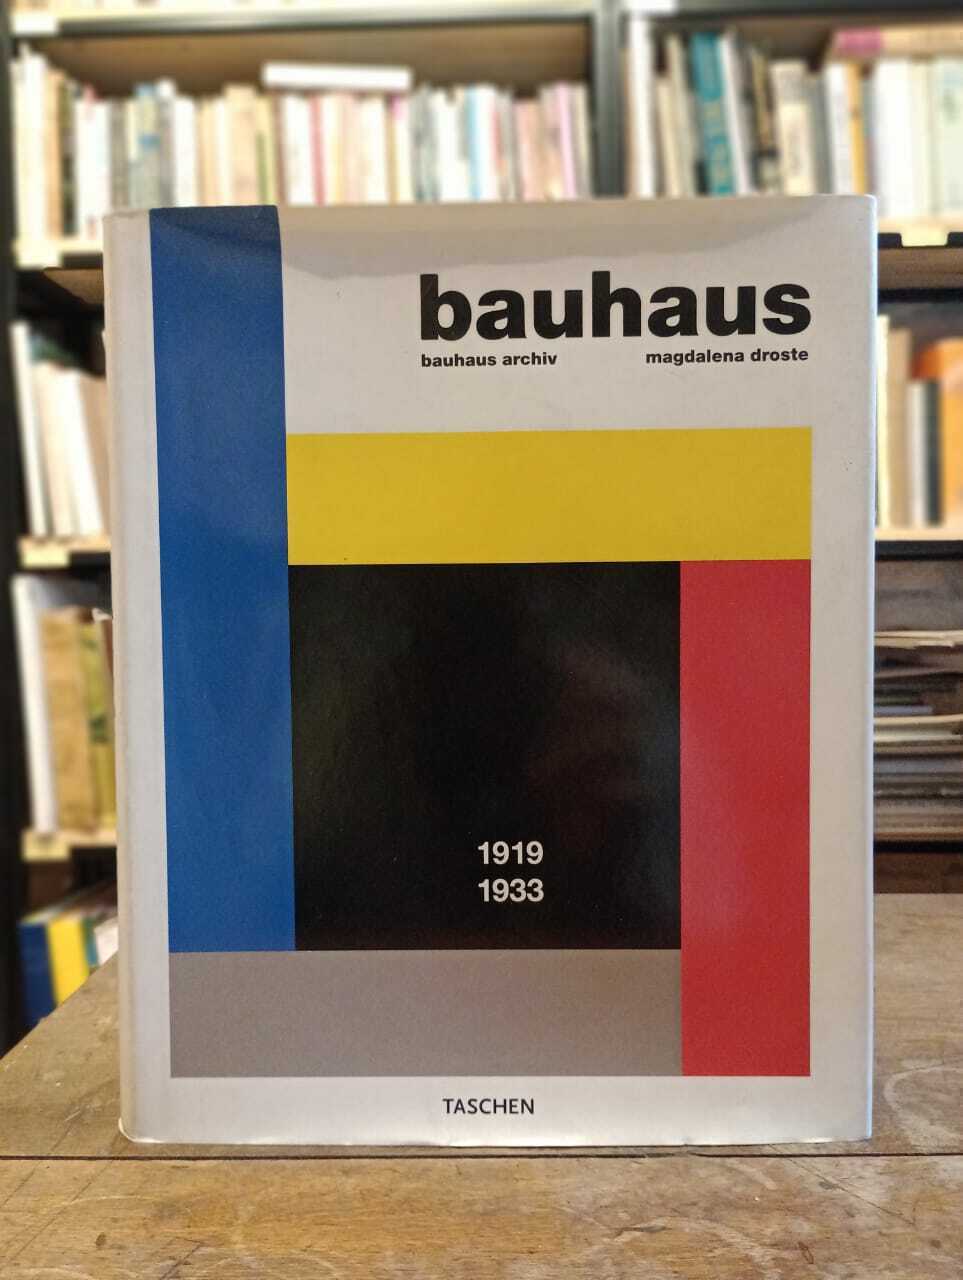 bauhaus
bauhaus archiv magdalena droste
1919
1933
TASCHEN